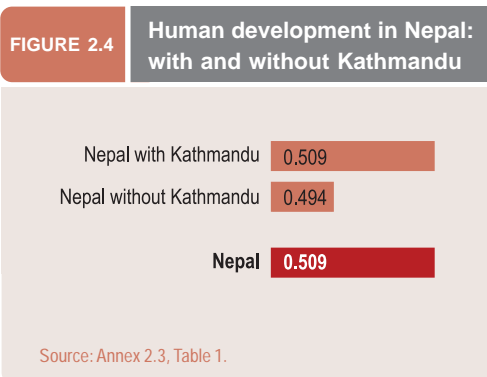 FIGURE 2.4
Human development in Nepal:
with and without Kathmandu
Nepal with Kathmandu 0.509
Nepal without Kathmandu 0.494
Nepal 0.509
Source: Annex 2.3, Table 1.